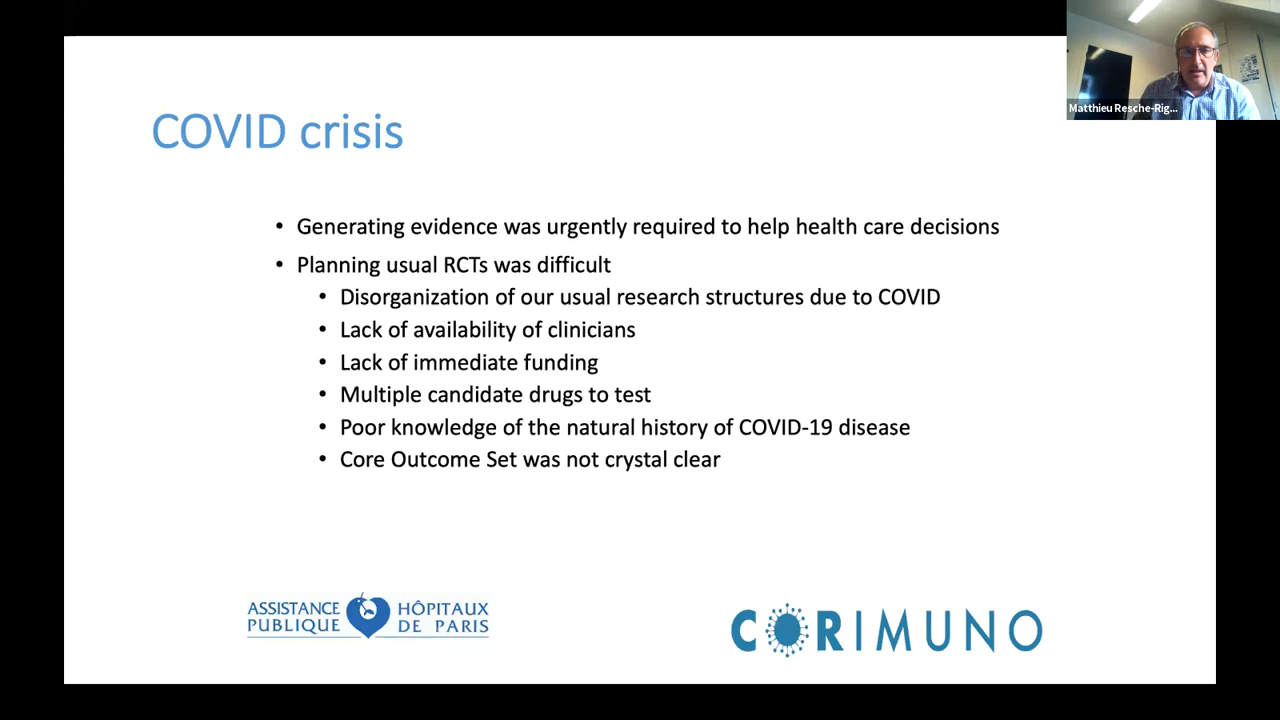 Matthieu Resche-Rig...
COVID crisis
• Generating evidence was urgently required to help health care decisions
• Planning usual RCTs was difficult
• Disorganization of our usual research structures due to COVID
• Lack of availability of clinicians
• Lack of immediate funding
• Multiple candidate drugs to test
• Poor knowledge of the natural history of COVID-19 disease
• Core Outcome Set was not crystal clear
ASSISTANCE HÔPITAUX
PUBLIQUE DE PARIS
CORIMUNO